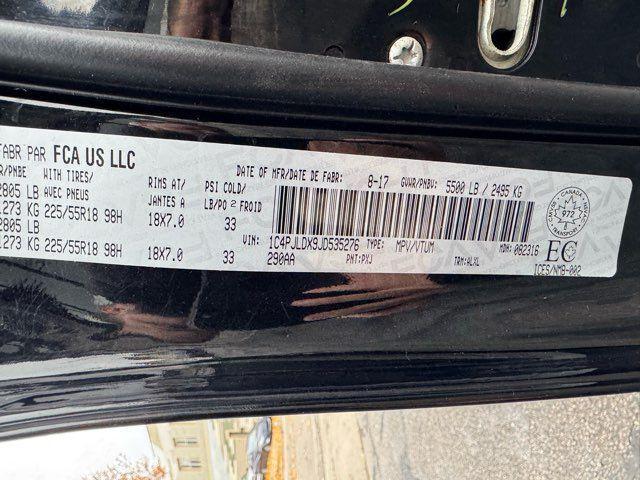 FABR PAR FCA US LLC
DATE OF MFR/DATE DE FABR: 8-17 GVWR/PNBV: 5500 LB / 2495 KG
R/PNBE WITH TIRES/ RIMS AT/ PSI COLD/
2805 LB AVEC PNEUS JANTES A LB/PO² FROID
1273 KG 225/55R18 98H 18X7.0 33
2805 LB
1273 KG 225/55R18 98H 18X7.0 33
VIN: 1C4PJLDX9JD535276 TYPE: MPV/VTUM MDH: 082316
290AA PNT: PXJ TRM: ALXL
CANADA
972
TRANSPORT
EC
ICES/NMB-002